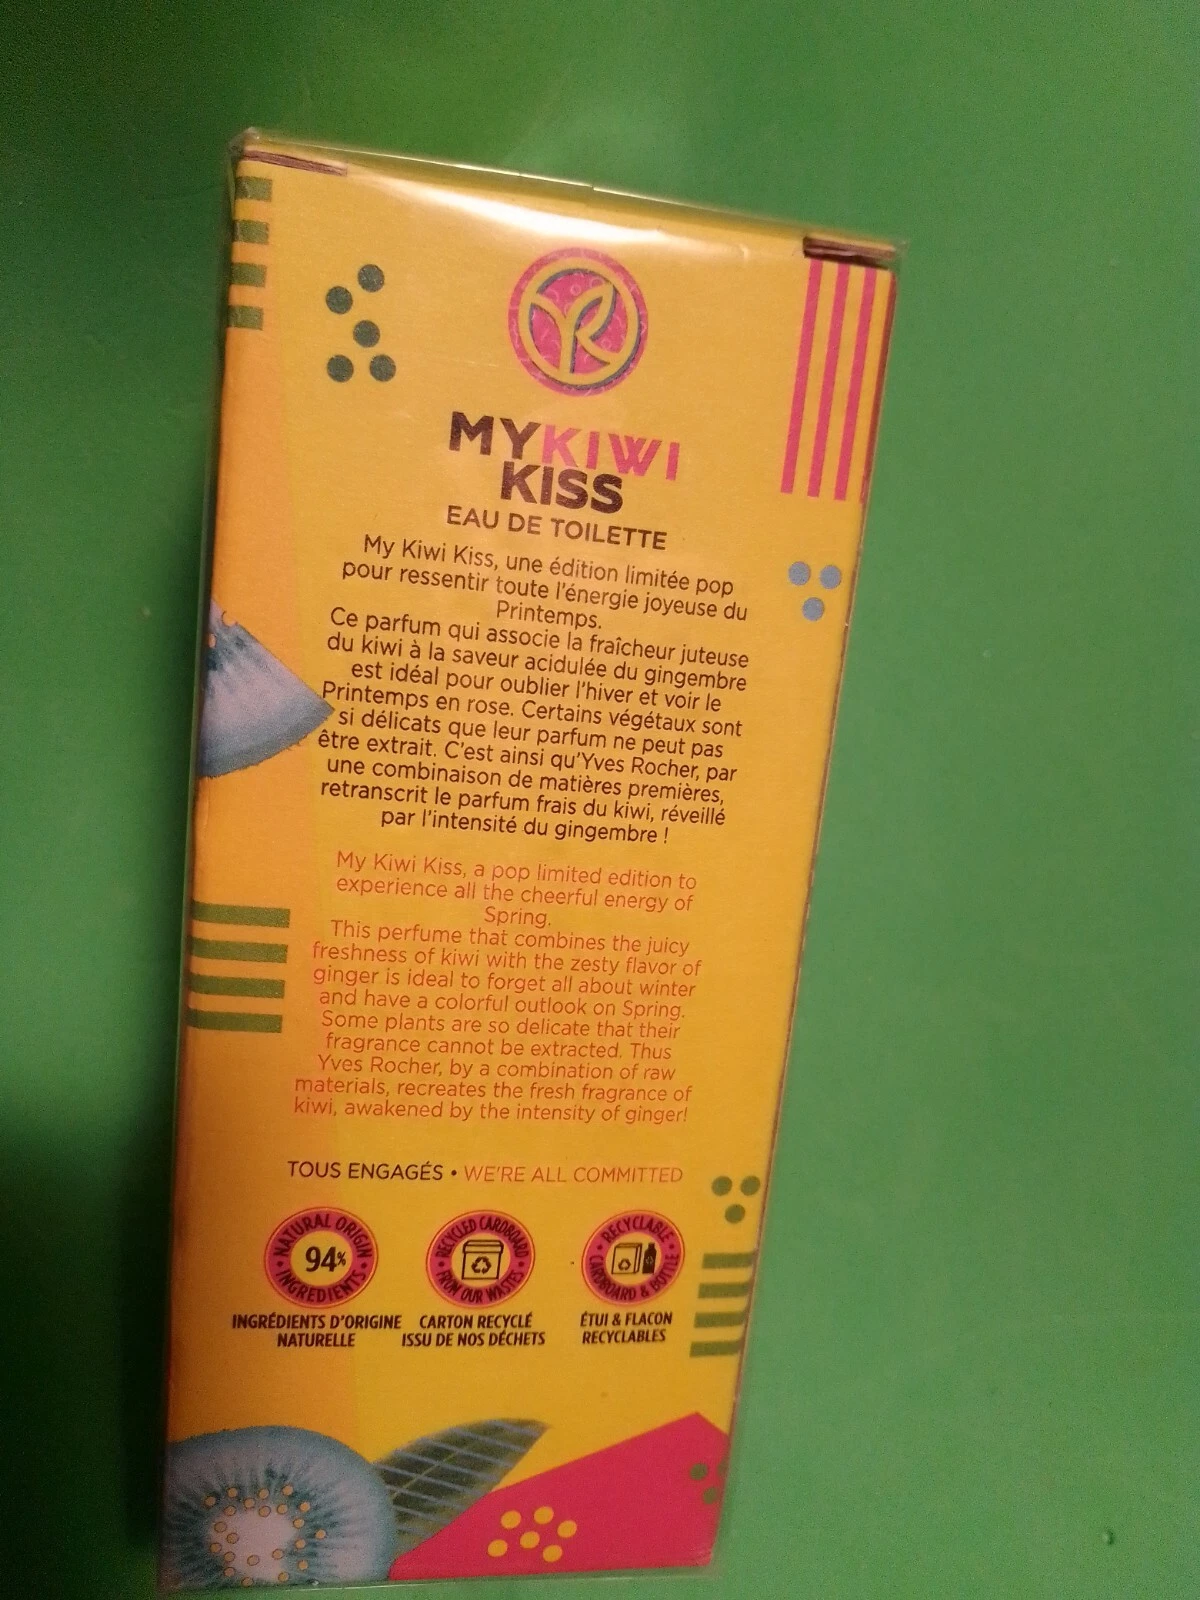 YR
MY KIWI
KISS
EAU DE TOILETTE
My Kiwi Kiss, une édition limitée pop
pour ressentir toute l'énergie joyeuse du
Printemps.
Ce parfum qui associe la fraîcheur juteuse
du kiwi à la saveur acidulée du gingembre
est idéal pour oublier l'hiver et voir le
Printemps en rose. Certains végétaux sont
si délicats que leur parfum ne peut pas
être extrait. C'est ainsi qu'Yves Rocher, par
une combinaison de matières premières,
retranscrit le parfum frais du kiwi, réveillé
par l'intensité du gingembre !
My Kiwi Kiss, a pop limited edition to
experience all the cheerful energy of
Spring.
This perfume that combines the juicy
freshness of kiwi with the zesty flavor of
ginger is ideal to forget all about winter
and have a colorful outlook on Spring.
Some plants are so delicate that their
fragrance cannot be extracted. Thus
Yves Rocher, by a combination of raw
materials, recreates the fresh fragrance of
kiwi, awakened by the intensity of ginger!
TOUS ENGAGÉS • WE'RE ALL COMMITTED
NATURAL ORIGIN • INGREDIENTS •
94%
INGRÉDIENTS D'ORIGINE
NATURELLE
• RECYCLED CARDBOARD • FROM OUR WASTES
CARTON RECYCLÉ
ISSU DE NOS DÉCHETS
• RECYCLABLE • CARDBOARD & BOTTLE
ÉTUI & FLACON
RECYCLABLES